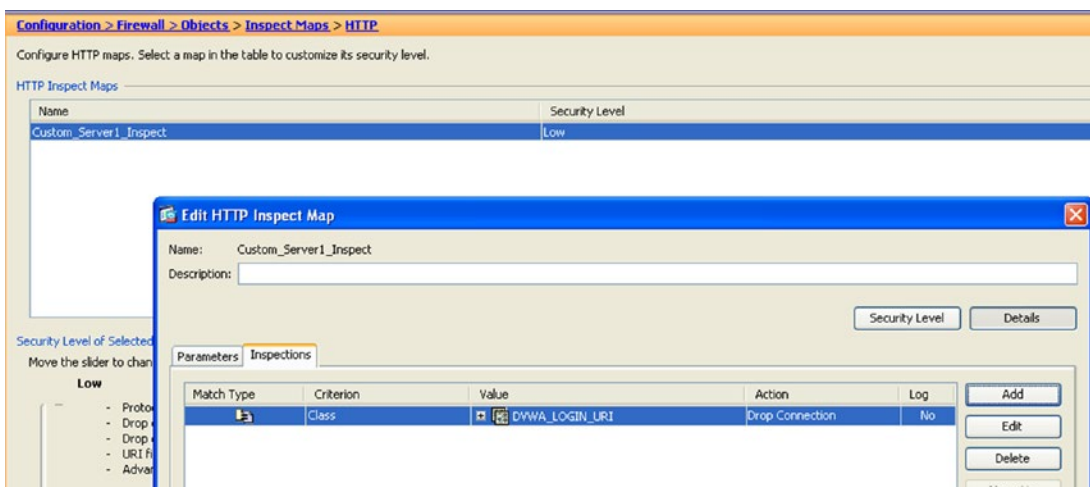 Configuration > Firewall > Objects > Inspect Maps > HTTP
Configure HTTP maps. Select a map in the table to customize its security level.
HTTP Inspect Maps
Name Security Level
Custom_Server1_Inspect Low
Edit HTTP Inspect Map
Name: Custom_Server1_Inspect
Description:
Security Level Details
Security Level of Selected
Move the slider to chan
Parameters Inspections
Low
Match Type Criterion Value Action Log Add
Class DVWA_LOGIN_URI Drop Connection No
- Proto
- Drop
Edit
- Drop
- URI fi
Delete
- Advan